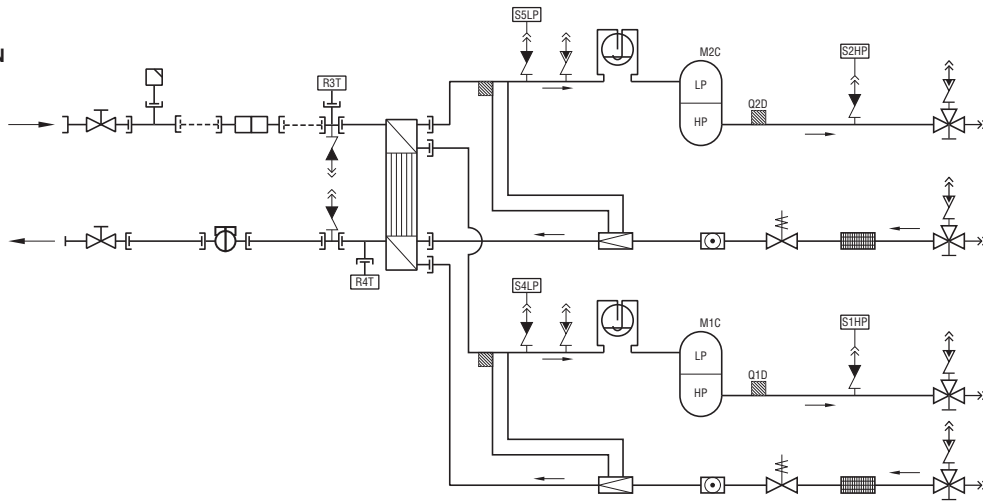 S5LP
M2C
S2HP
N
R3T
LP
Q2D
HP
R4T
S4LP
M1C
S1HP
LP
Q1D
HP